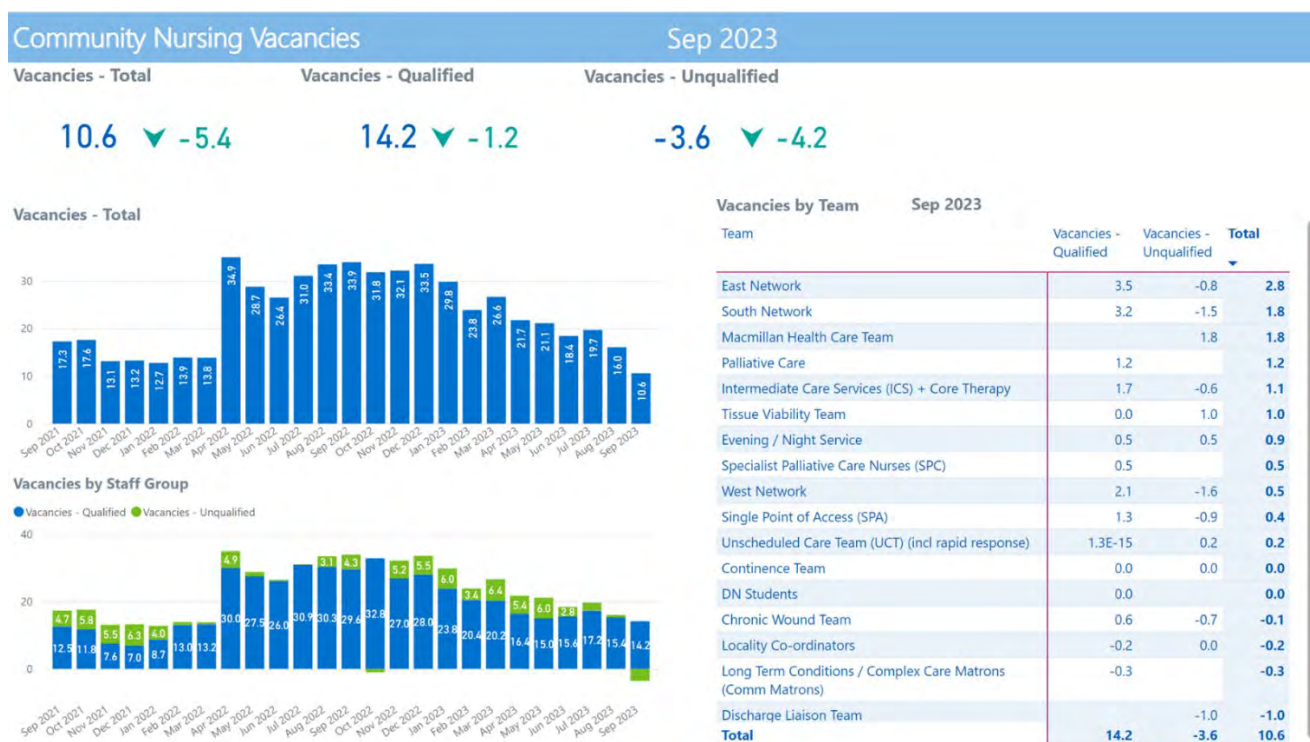 Community Nursing Vacancies Sep 2023
Vacancies - Total Vacancies - Qualified Vacancies - Unqualified
10.6 -5.4 14.2 -1.2 -3.6 -4.2
Vacancies - Total
30
20
10
0
17.3 17.6 13.1 13.2 12.7 13.9 13.8 34.9 28.7 26.4 31.0 33.4 33.9 31.8 32.1 33.5 29.8 23.8 26.6 21.7 21.1 18.4 19.7 16.0 10.6
Sep 2021 Oct 2021 Nov 2021 Dec 2021 Jan 2022 Feb 2022 Mar 2022 Apr 2022 May 2022 Jun 2022 Jul 2022 Aug 2022 Sep 2022 Oct 2022 Nov 2022 Dec 2022 Jan 2023 Feb 2023 Mar 2023 Apr 2023 May 2023 Jun 2023 Jul 2023 Aug 2023 Sep 2023
Vacancies by Staff Group
Vacancies - Qualified Vacancies - Unqualified
40
20
0
4.7 5.8 5.5 6.3 4.0 4.9 3.1 4.3 5.2 5.5 6.0 3.4 6.4 5.4 6.0 2.8
12.5 11.8 7.6 7.0 8.7 13.0 13.2 30.0 27.5 26.0 30.9 30.3 29.6 32.8 27.0 28.0 23.8 20.4 20.2 16.4 15.0 15.6 17.2 15.4 14.2
Sep 2021 Oct 2021 Nov 2021 Dec 2021 Jan 2022 Feb 2022 Mar 2022 Apr 2022 May 2022 Jun 2022 Jul 2022 Aug 2022 Sep 2022 Oct 2022 Nov 2022 Dec 2022 Jan 2023 Feb 2023 Mar 2023 Apr 2023 May 2023 Jun 2023 Jul 2023 Aug 2023 Sep 2023
Vacancies by Team Sep 2023
Team Vacancies - Vacancies - Total
Qualified Unqualified
East Network 3.5 -0.8 2.8
South Network 3.2 -1.5 1.8
Macmillan Health Care Team 1.8 1.8
Palliative Care 1.2 1.2
Intermediate Care Services (ICS) + Core Therapy 1.7 -0.6 1.1
Tissue Viability Team 0.0 1.0 1.0
Evening / Night Service 0.5 0.5 0.9
Specialist Palliative Care Nurses (SPC) 0.5 0.5
West Network 2.1 -1.6 0.5
Single Point of Access (SPA) 1.3 -0.9 0.4
Unscheduled Care Team (UCT) (incl rapid response) 1.3E-15 0.2 0.2
Continence Team 0.0 0.0 0.0
DN Students 0.0 0.0
Chronic Wound Team 0.6 -0.7 -0.1
Locality Co-ordinators -0.2 0.0 -0.2
Long Term Conditions / Complex Care Matrons -0.3 -0.3
(Comm Matrons)
Discharge Liaison Team -1.0 -1.0
Total 14.2 -3.6 10.6